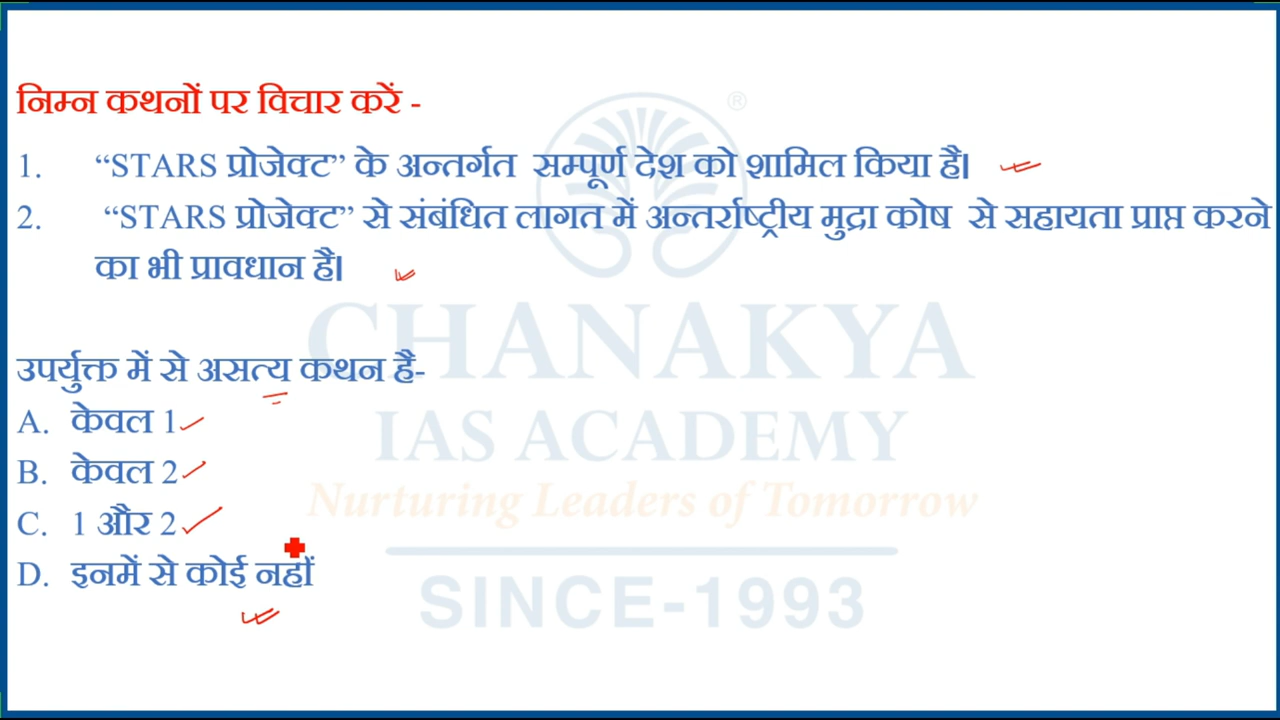 निम्न कथनों पर विचार करें -
1. “STARS प्रोजेक्ट” के अन्तर्गत सम्पूर्ण देश को शामिल किया है।
2. “STARS प्रोजेक्ट” से संबंधित लागत में अन्तर्राष्ट्रीय मुद्रा कोष से सहायता प्राप्त करने
का भी प्रावधान है।
उपर्युक्त में से असत्य कथन है-
A. केवल 1
B. केवल 2
C. 1 और 2
D. इनमें से कोई नहीं
®
CHANAKYA
IAS ACADEMY
Nurturing Leaders of Tomorrow
SINCE-1993